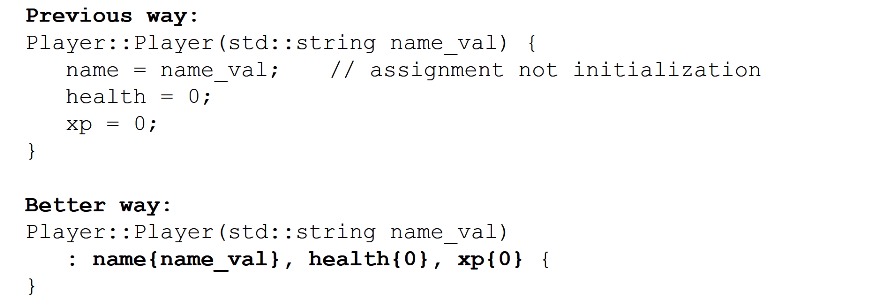 Previous way:
Player::Player(std::string name_val) {
name = name_val; // assignment not initialization
health = 0;
xp = 0;
}
Better way:
Player::Player(std::string name_val)
: name{name_val}, health{0}, xp{0} {
}